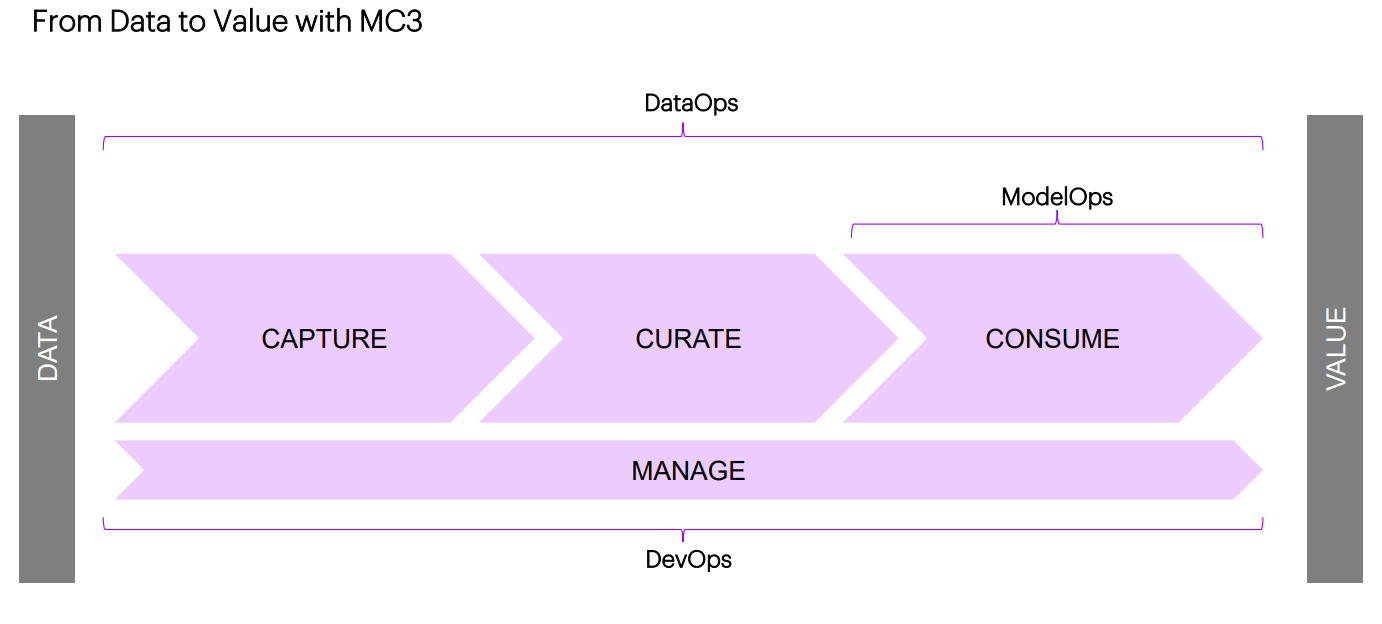 From Data to Value with MC3
DataOps
ModelOps
DATA
CAPTURE
CURATE
CONSUME
VALUE
MANAGE
DevOps